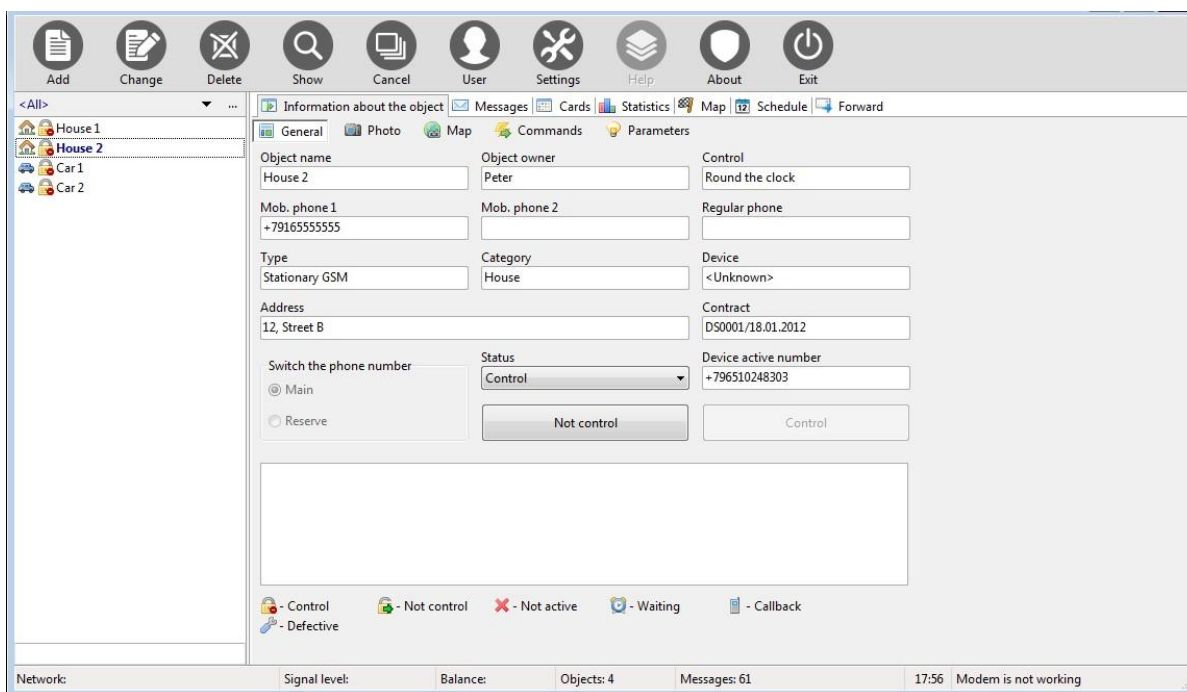 Add Change Delete Show Cancel User Settings Help About Exit
<All> ...
House 1
House 2
Car 1
Car 2
Information about the object Messages Cards Statistics Map 12 Schedule Forward
General Photo Map Commands Parameters
Object name Object owner Control
House 2 Peter Round the clock
Mob. phone 1 Mob. phone 2 Regular phone
+79165555555
Type Category Device
Stationary GSM House <Unknown>
Address Contract
12, Street B DS0001/18.01.2012
Switch the phone number Status Device active number
Main Control +796510248303
Reserve Not control Control
- Control - Not control - Not active - Waiting - Callback
- Defective
Network: Signal level: Balance: Objects: 4 Messages: 61 17:56 Modem is not working